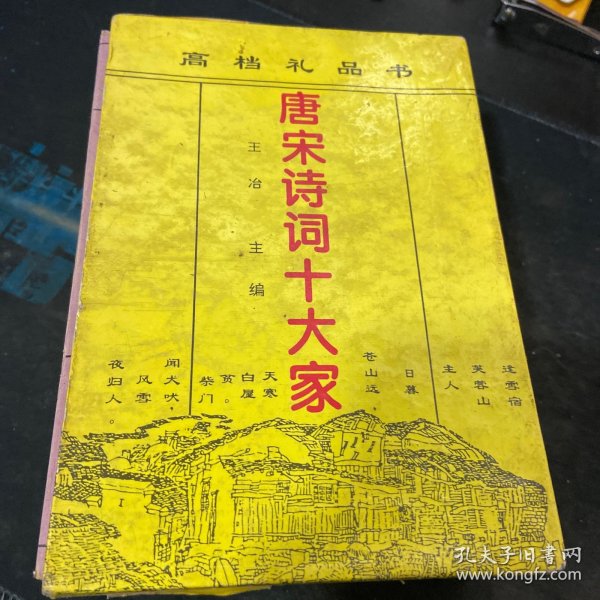 高档礼品书
唐宋诗词十大家
王冶 主编
逢雪宿
芙蓉山
主人
日暮
苍山远，
天寒
白屋
贫。
柴门
闻犬吠，
风雪
夜归人。
孔夫子旧书网
www.kongfz.com